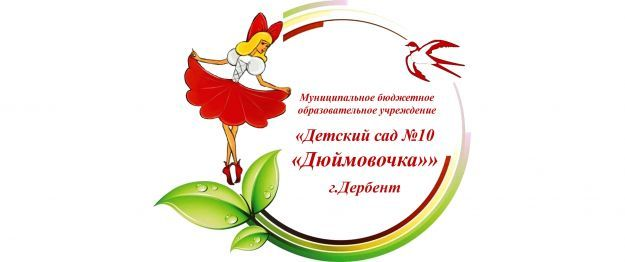 Муниципальное бюджетное
образовательное учреждение
«Детский сад №10
«Дюймовочка»»
г.Дербент